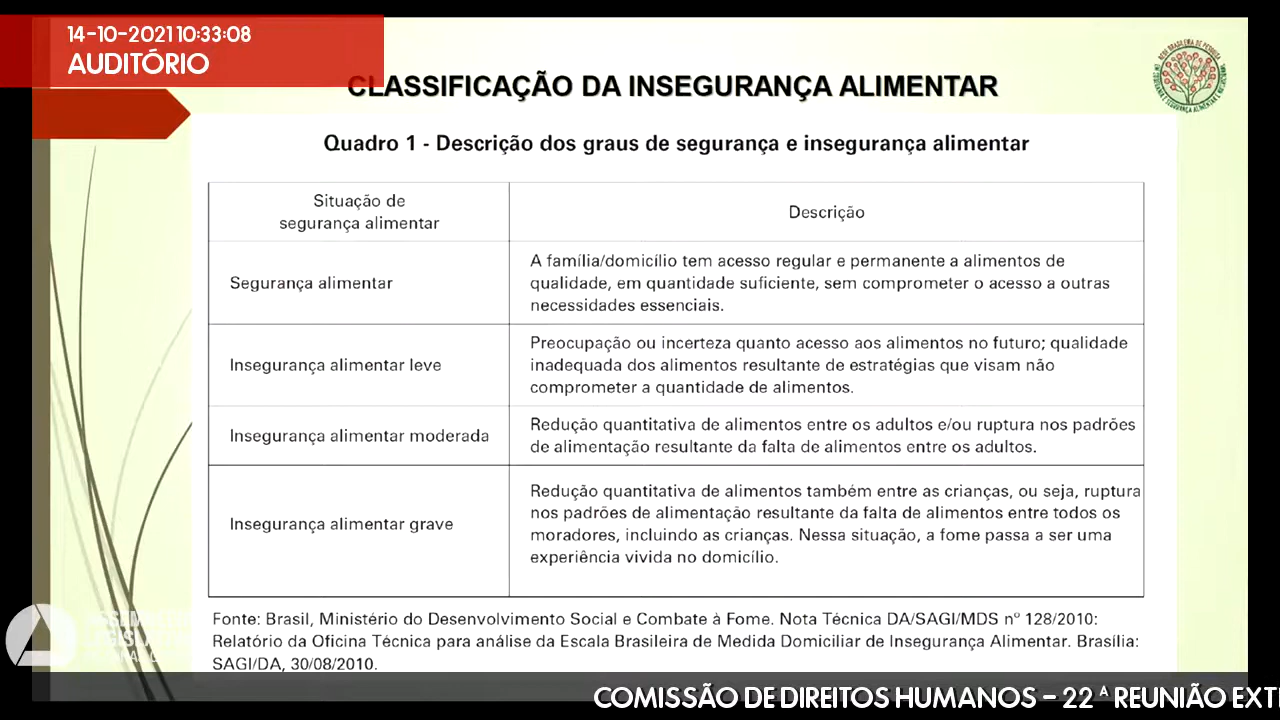 14-10-2021 10:33:08
AUDITÓRIO
CLASSIFICAÇÃO DA INSEGURANÇA ALIMENTAR
Quadro 1 - Descrição dos graus de segurança e insegurança alimentar
Situação de
segurança alimentar
Descrição
Segurança alimentar
A família/domicílio tem acesso regular e permanente a alimentos de
qualidade, em quantidade suficiente, sem comprometer o acesso a outras
necessidades essenciais.
Insegurança alimentar leve
Preocupação ou incerteza quanto acesso aos alimentos no futuro; qualidade
inadequada dos alimentos resultante de estratégias que visam não
comprometer a quantidade de alimentos.
Insegurança alimentar moderada
Redução quantitativa de alimentos entre os adultos e/ou ruptura nos padrões
de alimentação resultante da falta de alimentos entre os adultos.
Insegurança alimentar grave
Redução quantitativa de alimentos também entre as crianças, ou seja, ruptura
nos padrões de alimentação resultante da falta de alimentos entre todos os
moradores, incluindo as crianças. Nessa situação, a fome passa a ser uma
experiência vivida no domicílio.
Fonte: Brasil, Ministério do Desenvolvimento Social e Combate à Fome. Nota Técnica DA/SAGI/MDS nº 128/2010:
Relatório da Oficina Técnica para análise da Escala Brasileira de Medida Domiciliar de Insegurança Alimentar. Brasília:
SAGI/DA, 30/08/2010.
COMISSÃO DE DIREITOS HUMANOS – 22 ª REUNIÃO EXT